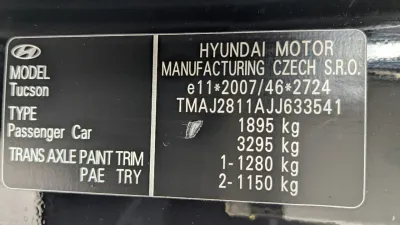 MODEL
Tucson
TYPE
Passenger Car
TRANS AXLE PAINT TRIM
PAE TRY
HYUNDAI MOTOR
MANUFACTURING CZECH S.R.O.
e11*2007/46*2724
TMAJ2811AJJ633541
1895 kg
3295 kg
1-1280 kg
2-1150 kg